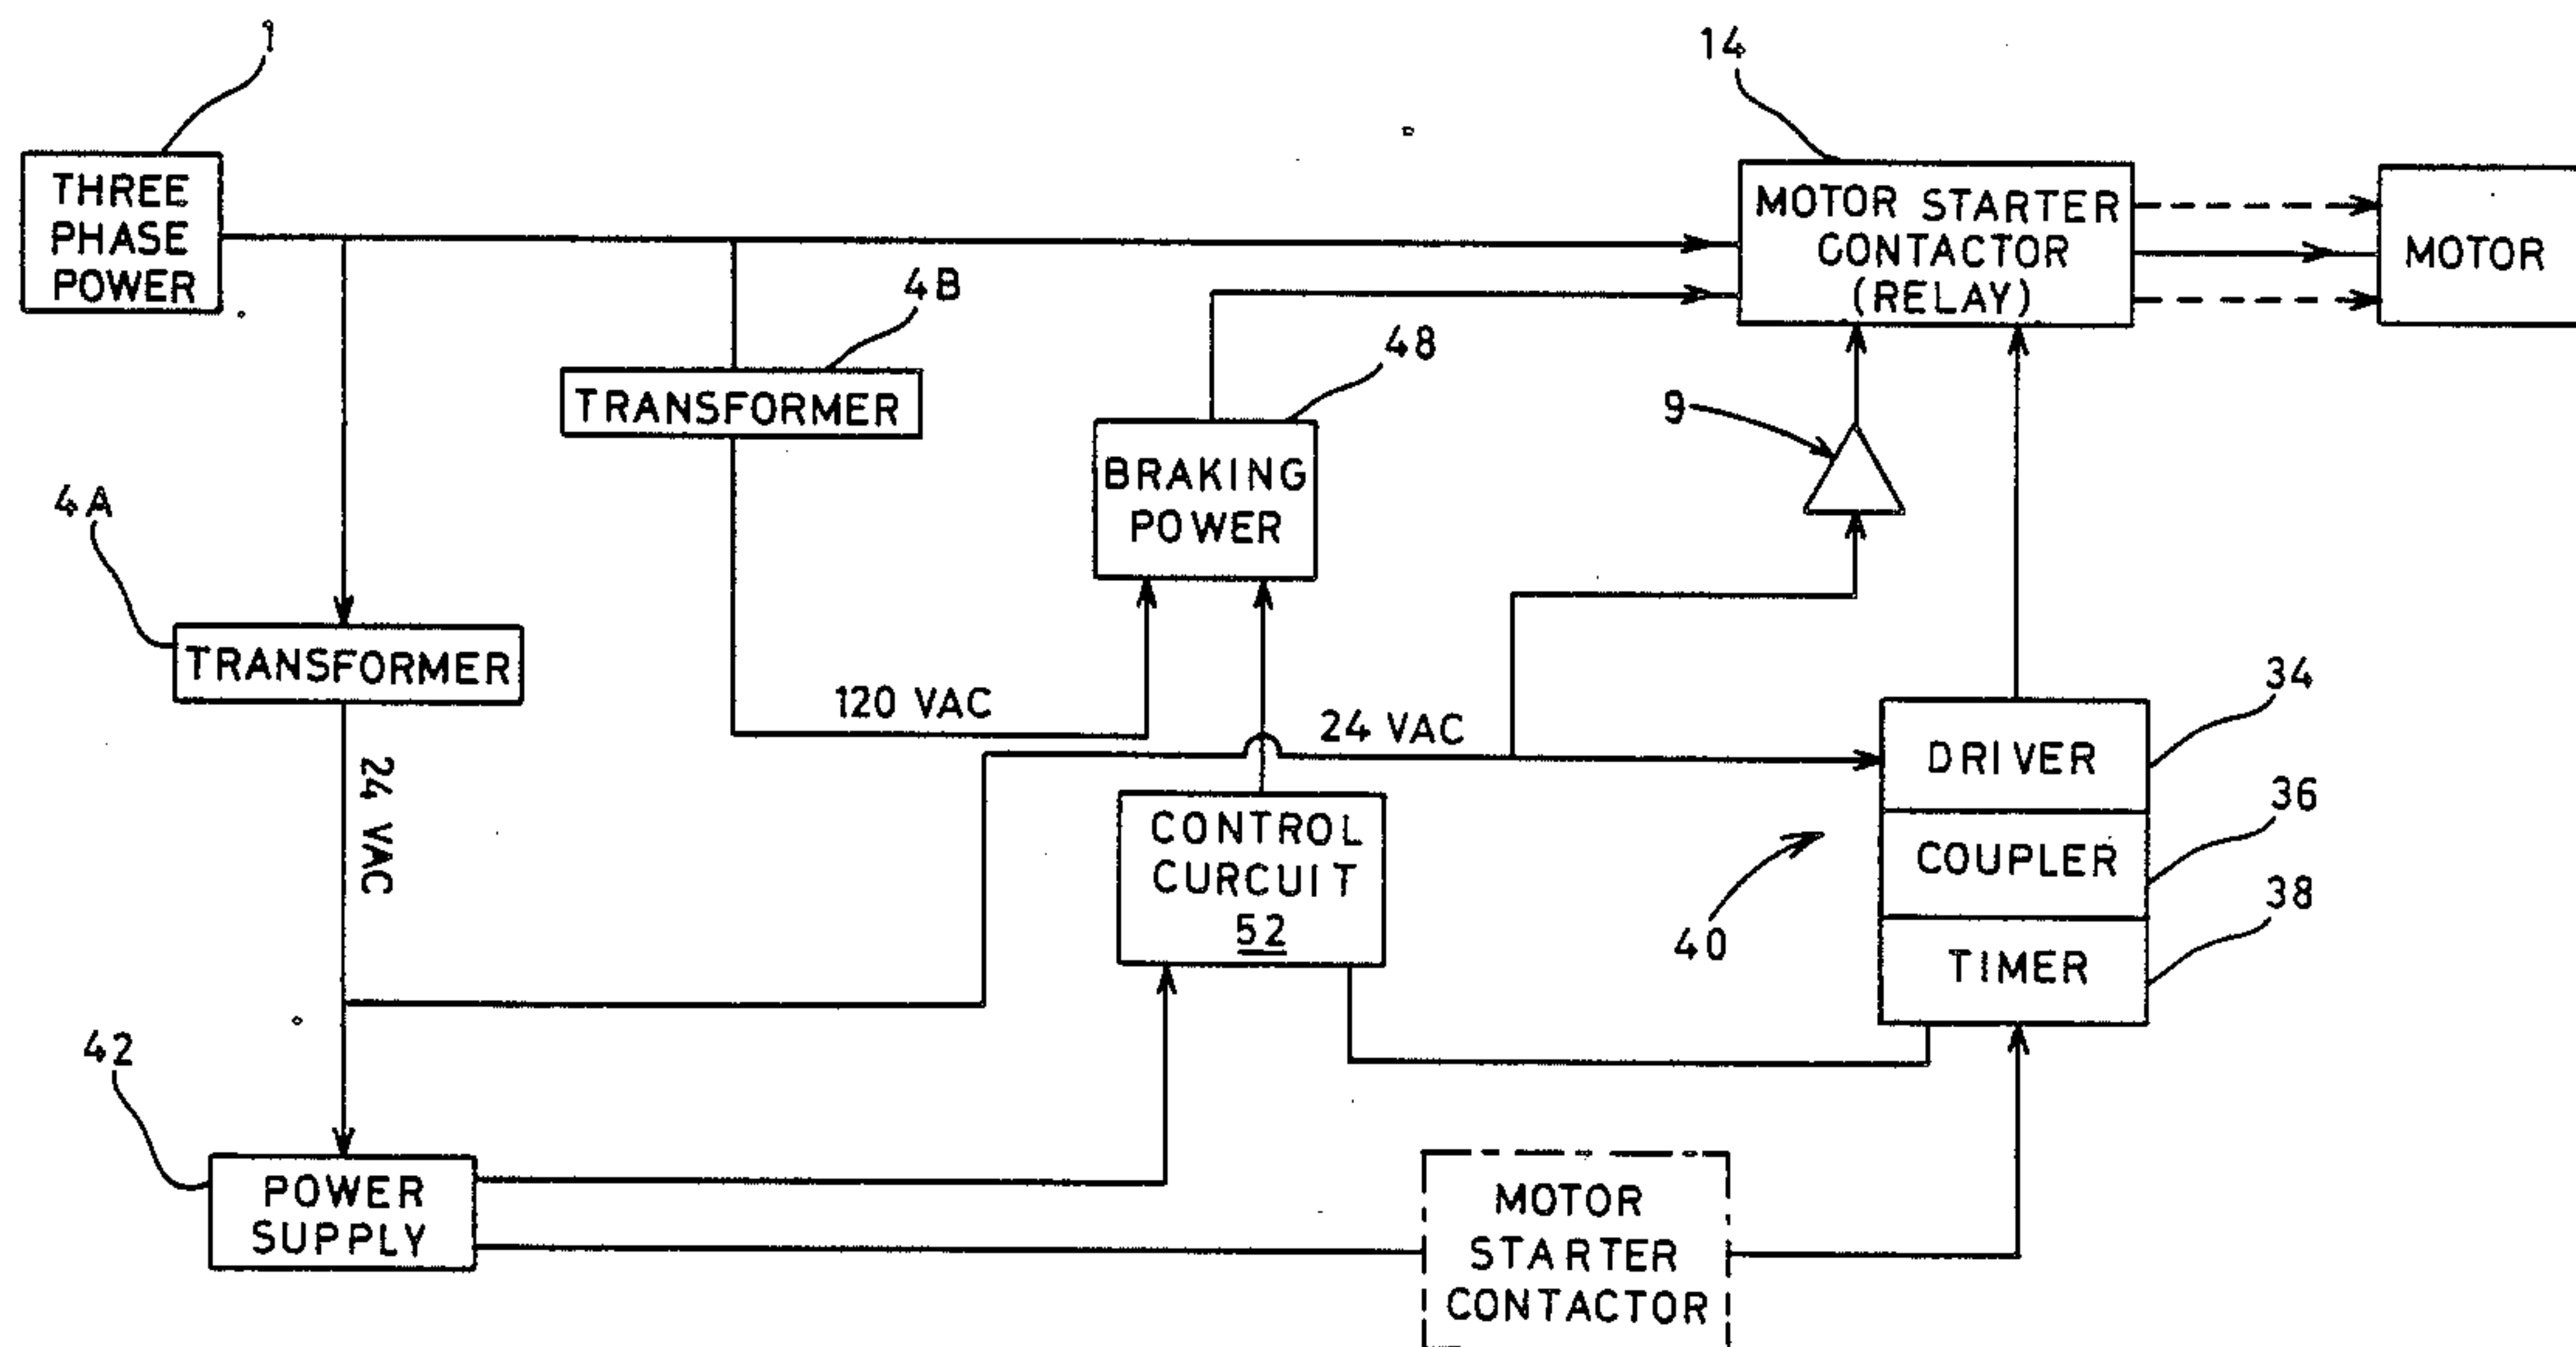 1
14
THREE
PHASE
POWER
MOTOR STARTER
CONTACTOR
(RELAY)
MOTOR
4B
TRANSFORMER
48
BRAKING
POWER
9
4A
TRANSFORMER
24 VAC
120 VAC
24 VAC
CONTROL
CURCUIT
52
34
DRIVER
36
COUPLER
38
TIMER
40
42
POWER
SUPPLY
MOTOR
STARTER
CONTACTOR